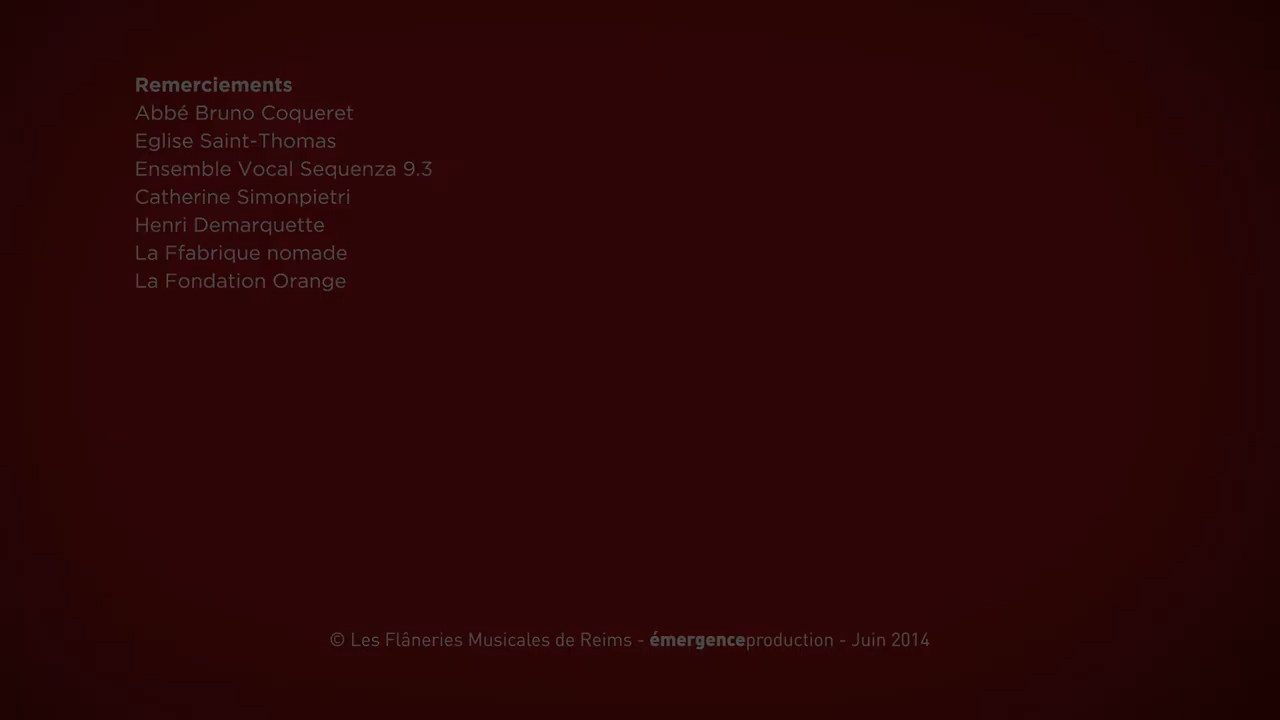 Remerciements
Abbé Bruno Coqueret
Eglise Saint-Thomas
Ensemble Vocal Sequenza 9.3
Catherine Simonpietri
Henri Demarquette
La Ffabrique nomade
La Fondation Orange
© Les Flâneries Musicales de Reims - émergenceproduction - Juin 2014